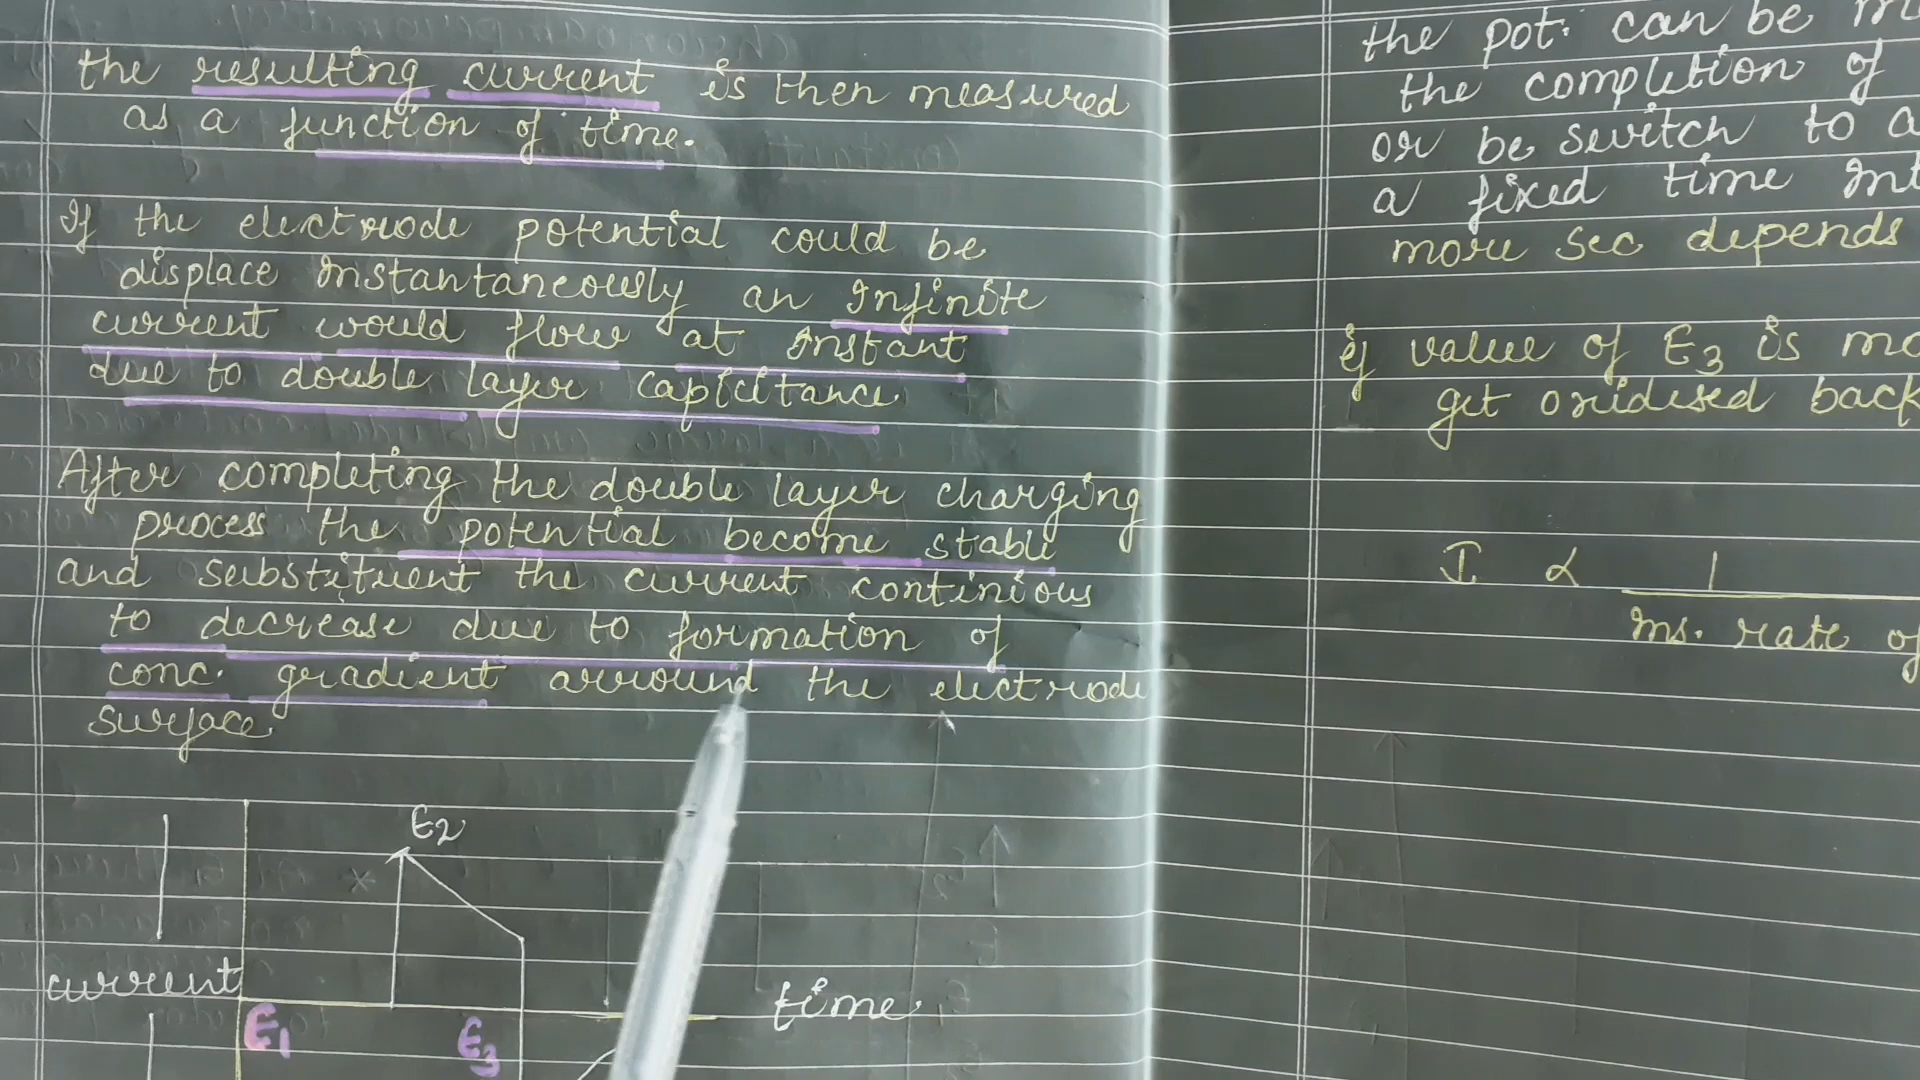 the resulting current is then measured
as a function of time.
If the electrode potential could be
displace instantaneously an Infinite
current would flow at Instant
due to double layer capicitance.
After completing the double layer charging
process the potential become stable
and substituent the current continious
to decrease due to formation of
conc. gradient arround the electrode
surface
E2
current
time.
E1
E3
the pot. can be
the completion of
or be switch to a
a fixed time Int
more sec depends
if value of E3 is mo
get oxidised back
I α 1
ms. rate of